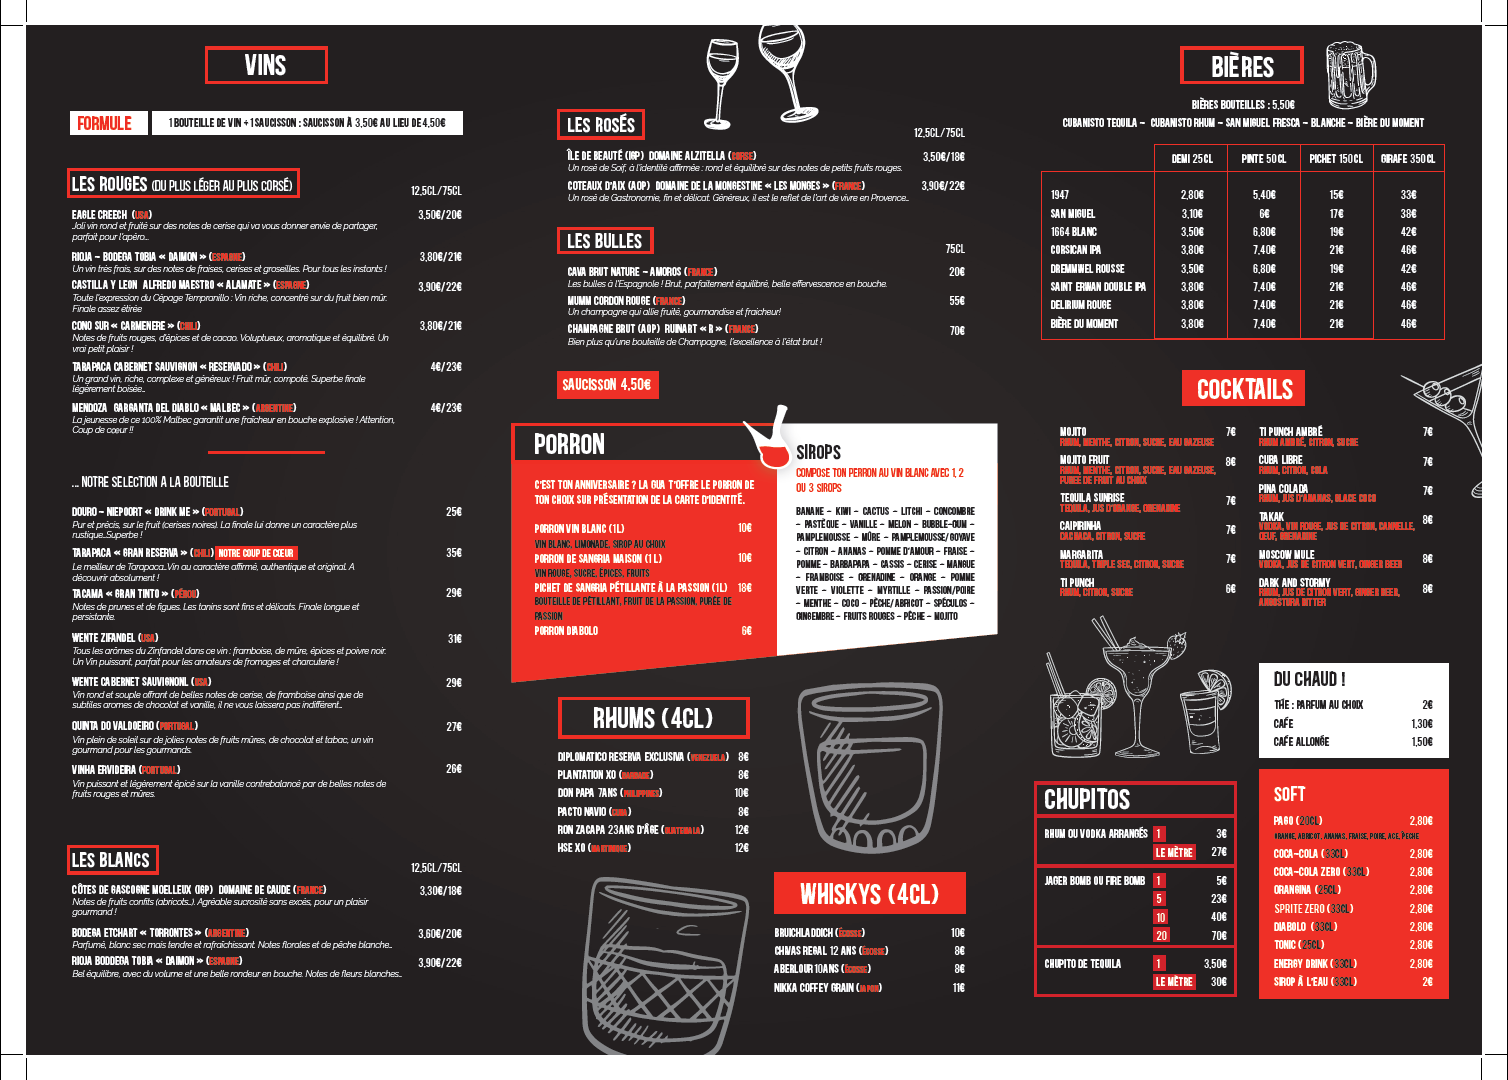 VINS
FORMULE
1 BOUTEILLE DE VIN + 1 SAUCISSON : SAUCISSON À 3,50€ AU LIEU DE 4,50€
LES ROUGES (DU PLUS LÉGER AU PLUS CORSÉ)
12,5CL/75CL
EAGLE CREECH (USA) 3,50€/20€
Joli vin rond et fruité sur des notes de cerise qui va vous donner envie de partager,
parfait pour l'apéro...
RIOJA - BODEGA TOBIA « DAIMON » (ESPAGNE) 3,80€/21€
Un vin très frais, sur des notes de fraises, cerises et groseilles. Pour tous les instants !
CASTILLA Y LEON ALFREDO MAESTRO « ALAMATE » (ESPAGNE) 3,90€/22€
Toute l'expression du Cépage Tempranillo : Vin riche, concentré sur du fruit bien mûr.
Finale assez étirée
CONO SUR « CARMENERE » (CHILI) 3,80€/21€
Notes de fruits rouges, d'épices et de cacao. Voluptueux, aromatique et équilibré. Un
vrai petit plaisir !
TARAPACA CABERNET SAUVIGNON « RESERVADO » (CHILI) 4€/23€
Un grand vin, riche, complexe et généreux ! Fruit mûr, compoté. Superbe finale
légèrement boisée...
MENDOZA GARGANTA DEL DIABLO « MALBEC » (ARGENTINE) 4€/23€
La jeunesse de ce 100% Malbec garantit une fraîcheur en bouche explosive ! Attention,
Coup de cœur !!
... NOTRE SELECTION A LA BOUTEILLE
DOURO - NIEPOORT « DRINK ME » (PORTUGAL) 25€
Pur et précis, sur le fruit (cerises noires). La finale lui donne un caractère plus
rustique...Superbe !
TARAPACA « GRAN RESERVA » (CHILI) NOTRE COUP DE CŒUR 35€
Le meilleur de Tarapaca...Vin au caractère affirmé, authentique et original. A
découvrir absolument !
TACAMA « GRAN TINTO » (PÉROU) 29€
Notes de prunes et de figues. Les tanins sont fins et délicats. Finale longue et
persistante.
WENTE ZIFANDEL (USA) 31€
Tous les arômes du Zinfandel dans ce vin : framboise, de mûre, épices et poivre noir.
Un Vin puissant, parfait pour les amateurs de fromages et charcuterie !
WENTE CABERNET SAUVIGNONL (USA) 29€
Vin rond et souple offrant de belles notes de cerise, de framboise ainsi que de
subtiles aromes de chocolat et vanille, il ne vous laissera pas indifférent...
QUINTA DO VALDOEIRO (PORTUGAL) 27€
Vin plein de soleil sur de jolies notes de fruits mûres, de chocolat et tabac, un vin
gourmand pour les gourmands.
VINHA ERVIDEIRA (PORTUGAL) 26€
Vin puissant et légèrement épicé sur la vanille contrebalancé par de belles notes de
fruits rouges et mûres.
LES BLANCS
12,5CL/75CL
CÔTES DE GASCOGNE MOELLEUX (IGP) DOMAINE DE CAUDE (FRANCE) 3,30€/18€
Notes de fruits confits (abricots...). Agréable sucrosité sans excés, pour un plaisir
gourmand !
BODEGA ETCHART « TORRONTES » (ARGENTINE) 3,60€/20€
Parfumé, blanc sec mais tendre et rafraîchissant. Notes florales et de pêche blanche...
RIOJA BODDEGA TOBIA « DAIMON » (ESPAGNE) 3,90€/22€
Bel équilibre, avec du volume et une belle rondeur en bouche. Notes de fleurs blanches...
LES ROSÉS
12,5CL/75CL
ÎLE DE BEAUTÉ (IGP) DOMAINE ALZITELLA (CORSE) 3,50€/18€
Un rosé de Soif, à l'identité affirmée : rond et équilibré sur des notes de petits fruits rouges.
COTEAUX D'AIX (AOP) DOMAINE DE LA MONGESTINE « LES MONGES » (FRANCE) 3,90€/22€
Un rosé de Gastronomie, fin et délicat. Généreux, il est le reflet de l'art de vivre en Provence...
LES BULLES
75CL
CAVA BRUT NATURE - AMOROS (FRANCE) 20€
Les bulles à l'Espagnole ! Brut, parfaitement équilibré, belle effervescence en bouche.
MUMM CORDON ROUGE (FRANCE) 55€
Un champagne qui allie fruité, gourmandise et fraicheur!
CHAMPAGNE BRUT (AOP) RUINART « R » (FRANCE) 70€
Bien plus qu'une bouteille de Champagne, l'excellence à l'état brut !
SAUCISSON 4,50€
PORRON
C'EST TON ANNIVERSAIRE ? LA GUA T'OFFRE LE PORRON DE
TON CHOIX SUR PRÉSENTATION DE LA CARTE D'IDENTITÉ.
PORRON VIN BLANC (1L) 10€
VIN BLANC, LIMONADE, SIROP AU CHOIX
PORRON DE SANGRIA MAISON (1L) 10€
VIN ROUGE, SUCRE, ÉPICES, FRUITS
PICHET DE SANGRIA PÉTILLANTE À LA PASSION (1L) 18€
BOUTEILLE DE PÉTILLANT, FRUIT DE LA PASSION, PURÉE DE
PASSION
PORRON DIABOLO 6€
SIROPS
COMPOSE TON PERRON AU VIN BLANC AVEC 1, 2
OU 3 SIROPS
BANANE - KIWI - CACTUS - LITCHI - CONCOMBRE
- PASTÈQUE - VANILLE - MELON - BUBBLE-GUM -
PAMPLEMOUSSE - MÛRE - PAMPLEMOUSSE/GOYAVE
- CITRON - ANANAS - POMME D'AMOUR - FRAISE -
POMME - BARBAPAPA - CASSIS - CERISE - MANGUE
- FRAMBOISE - GRENADINE - ORANGE - POMME
VERTE - VIOLETTE - MYRTILLE - PASSION/POIRE
- MENTHE - COCO - PÊCHE/ABRICOT - SPÉCULOS -
GINGEMBRE - FRUITS ROUGES - PÊCHE - MOJITO
RHUMS (4CL)
DIPLOMATICO RESERVA EXCLUSIVA (VENEZUELA) 8€
PLANTATION XO (BARBADE) 8€
DON PAPA 7ANS (PHILIPPINES) 10€
PACTO NAVIO (CUBA) 8€
RON ZACAPA 23ANS D'ÂGE (GUATEMALA) 12€
HSE XO (MARTINIQUE) 12€
WHISKYS (4CL)
BRUICHLADDICH (ÉCOSSE) 10€
CHIVAS REGAL 12 ANS (ÉCOSSE) 8€
ABERLOUR 10ANS (ÉCOSSE) 8€
NIKKA COFFEY GRAIN (JAPON) 11€
BIÈRES
BIÈRES BOUTEILLES : 5,50€
CUBANISTO TEQUILA - CUBANISTO RHUM - SAN MIGUEL FRESCA - BLANCHE - BIÈRE DU MOMENT
DEMI 25CL PINTE 50CL PICHET 150CL GIRAFE 350CL
1947 2,80€ 5,40€ 15€ 33€
SAN MIGUEL 3,10€ 6€ 17€ 38€
1664 BLANC 3,50€ 6,80€ 19€ 42€
CORSICAN IPA 3,80€ 7,40€ 21€ 46€
DREMMWEL ROUSSE 3,50€ 6,80€ 19€ 42€
SAINT ERWAN DOUBLE IPA 3,80€ 7,40€ 21€ 46€
DELIRIUM ROUGE 3,80€ 7,40€ 21€ 46€
BIÈRE DU MOMENT 3,80€ 7,40€ 21€ 46€
COCKTAILS
MOJITO 7€
RHUM, MENTHE, CITRON, SUCRE, EAU GAZEUSE
MOJITO FRUIT 8€
RHUM, MENTHE, CITRON, SUCRE, EAU GAZEUSE,
PURÉE DE FRUIT AU CHOIX
TEQUILA SUNRISE 7€
TEQUILA, JUS D'ORANGE, GRENADINE
CAIPIRINHA 7€
CACHACA, CITRON, SUCRE
MARGARITA 7€
TEQUILA, TRIPLE SEC, CITRON, SUCRE
TI PUNCH 6€
RHUM, CITRON, SUCRE
TI PUNCH AMBRÉ 7€
RHUM AMBRÉ, CITRON, SUCRE
CUBA LIBRE 7€
RHUM, CITRON, COLA
PINA COLADA 7€
RHUM, JUS D'ANANAS, GLACE COCO
TAKAK 8€
VODKA, VIN ROUGE, JUS DE CITRON, CANNELLE,
ŒUF, GRENADINE
MOSCOW MULE 8€
VODKA, JUS DE CITRON VERT, GINGER BEER
DARK AND STORMY 8€
RHUM, JUS DE CITRON VERT, GINGER BEER,
ANGOSTURA BITTER
DU CHAUD !
THÉ : PARFUM AU CHOIX 2€
CAFÉ 1,30€
CAFÉ ALLONGÉ 1,50€
CHUPITOS
RHUM OU VODKA ARRANGÉS 1 3€
LE MÈTRE 27€
JAGER BOMB OU FIRE BOMB 1 5€
5 23€
10 40€
20 70€
CHUPITO DE TEQUILA 1 3,50€
LE MÈTRE 30€
SOFT
PAGO (20CL) 2,80€
ORANGE, ABRICOT, ANANAS, FRAISE, POIRE, ACE, PÊCHE
COCA-COLA (33CL) 2,80€
COCA-COLA ZERO (33CL) 2,80€
ORANGINA (25CL) 2,80€
SPRITE ZERO (33CL) 2,80€
DIABOLO (33CL) 2,80€
TONIC (25CL) 2,80€
ENERGY DRINK (33CL) 2,80€
SIROP À L'EAU (33CL) 2€